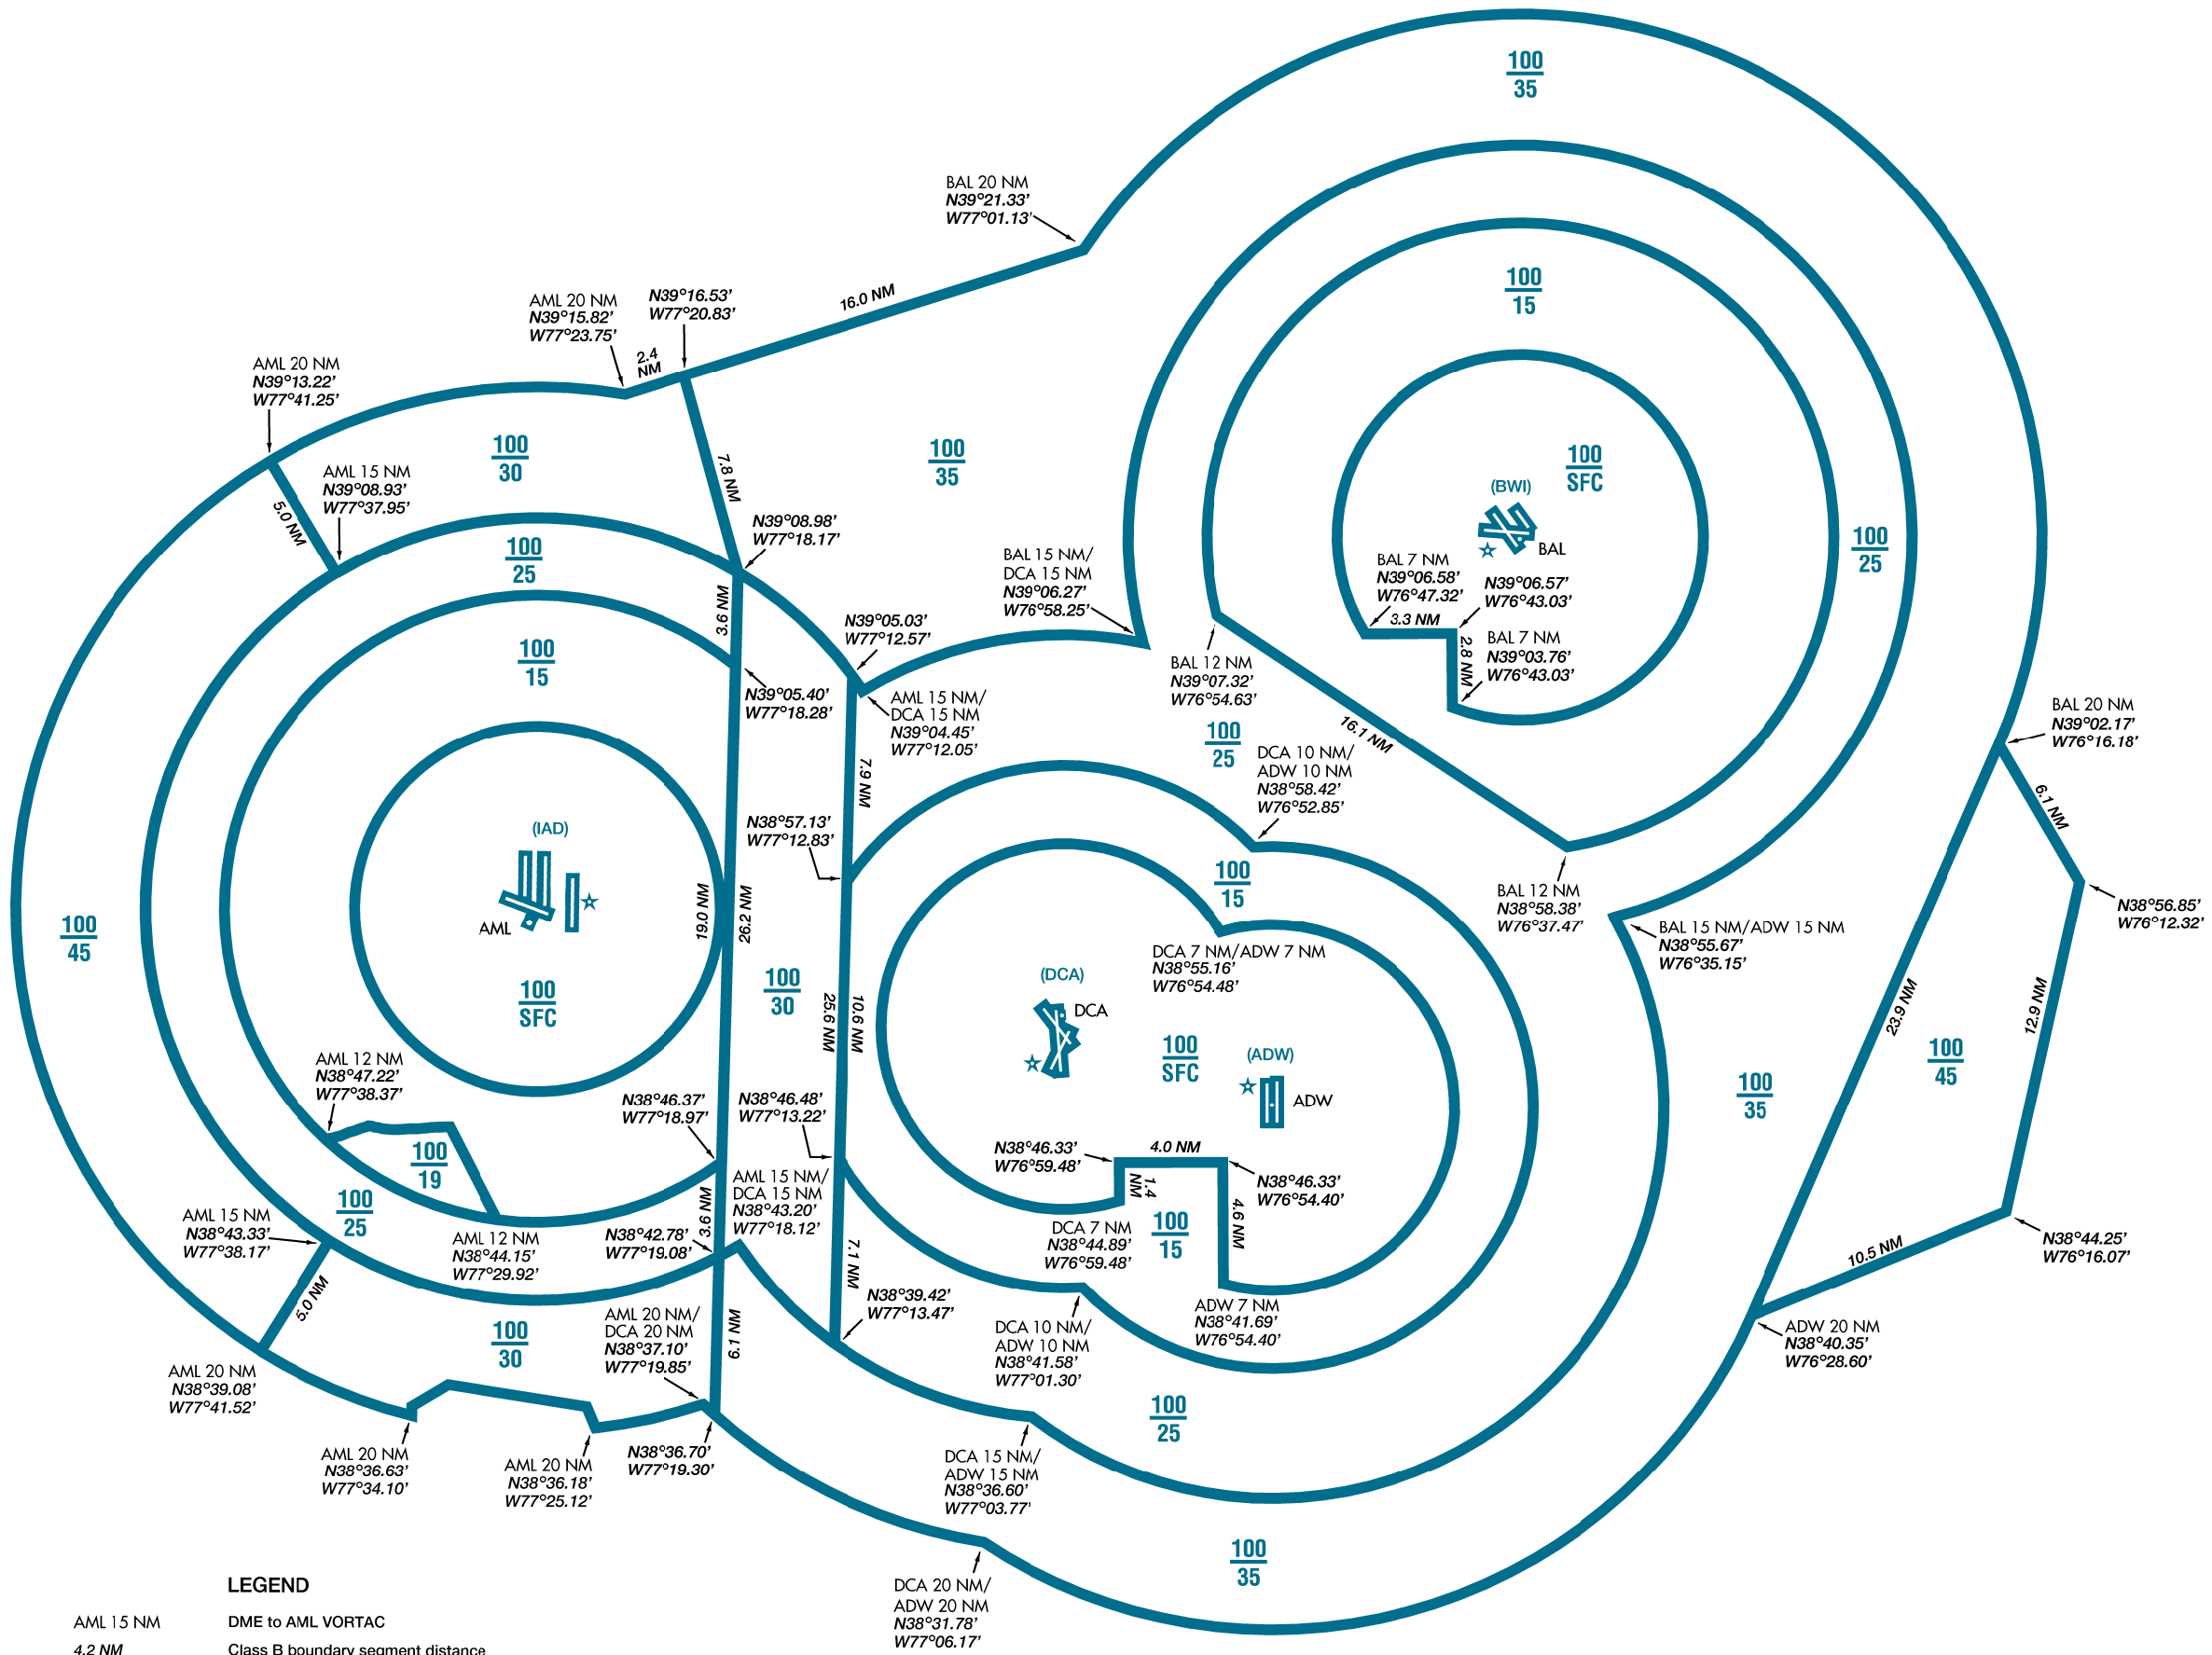 100
35
BAL 20 NM
N39°21.33'
W77°01.13'
16.0 NM
AML 20 NM
N39°15.82'
W77°23.75'
N39°16.53'
W77°20.83'
2.4
NM
AML 20 NM
N39°13.22'
W77°41.25'
100
15
100
30
100
35
7.8 NM
AML 15 NM
N39°08.93'
W77°37.95'
5.0 NM
100
SFC
(BWI)
BAL
N39°08.98'
W77°18.17'
100
25
100
25
BAL 15 NM/
DCA 15 NM
N39°06.27'
W76°58.25'
BAL 7 NM
N39°06.58'
W76°47.32'
N39°06.57'
W76°43.03'
3.3 NM
2.8 NM
BAL 7 NM
N39°03.76'
W76°43.03'
3.6 NM
N39°05.03'
W77°12.57'
100
15
N39°05.40'
W77°18.28'
AML 15 NM/
DCA 15 NM
N39°04.45'
W77°12.05'
BAL 12 NM
N39°07.32'
W76°54.63'
16.1 NM
100
25
BAL 20 NM
N39°02.17'
W76°16.18'
7.9 NM
DCA 10 NM/
ADW 10 NM
N38°58.42'
W76°52.85'
6.1 NM
N38°57.13'
W77°12.83'
(IAD)
AML
100
15
BAL 12 NM
N38°58.38'
W76°37.47'
N38°56.85'
W76°12.32'
BAL 15 NM/ADW 15 NM
N38°55.67'
W76°35.15'
100
45
19.0 NM
26.2 NM
DCA 7 NM/ADW 7 NM
N38°55.16'
W76°54.48'
100
SFC
100
30
25.6 NM
10.6 NM
(DCA)
DCA
100
SFC
(ADW)
ADW
23.9 NM
12.9 NM
100
45
100
35
AML 12 NM
N38°47.22'
W77°38.37'
N38°46.37'
W77°18.97'
N38°46.48'
W77°13.22'
N38°46.33'
W76°59.48'
4.0 NM
N38°46.33'
W76°54.40'
1.4
NM
4.6 NM
100
19
100
25
AML 15 NM/
DCA 15 NM
N38°43.20'
W77°18.12'
3.6 NM
AML 15 NM
N38°43.33'
W77°38.17'
AML 12 NM
N38°44.15'
W77°29.92'
N38°42.78'
W77°19.08'
7.1 NM
DCA 7 NM
N38°44.89'
W76°59.48'
100
15
N38°44.25'
W76°16.07'
10.5 NM
5.0 NM
100
30
AML 20 NM/
DCA 20 NM
N38°37.10'
W77°19.85'
6.1 NM
N38°39.42'
W77°13.47'
ADW 7 NM
N38°41.69'
W76°54.40'
DCA 10 NM/
ADW 10 NM
N38°41.58'
W77°01.30'
ADW 20 NM
N38°40.35'
W76°28.60'
AML 20 NM
N38°39.08'
W77°41.52'
100
25
AML 20 NM
N38°36.63'
W77°34.10'
AML 20 NM
N38°36.18'
W77°25.12'
N38°36.70'
W77°19.30'
DCA 15 NM/
ADW 15 NM
N38°36.60'
W77°03.77'
100
35
DCA 20 NM/
ADW 20 NM
N38°31.78'
W77°06.17'
LEGEND
AML 15 NM DME to AML VORTAC
4.2 NM Class B boundary segment distance